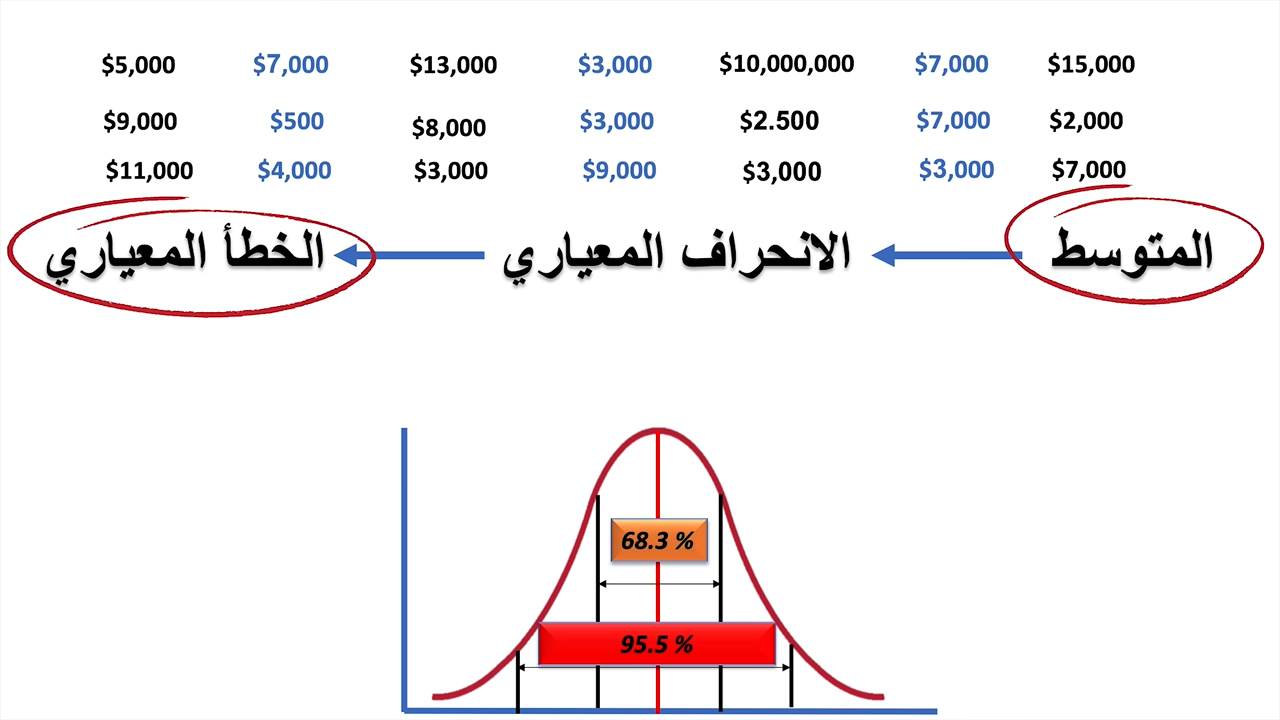 $5,000 $7,000 $13,000 $3,000 $10,000,000 $7,000 $15,000
$9,000 $500 $8,000 $3,000 $2.500 $7,000 $2,000
$11,000 $4,000 $3,000 $9,000 $3,000 $3,000 $7,000
المتوسط الانحراف المعياري الخطأ المعياري
68.3 %
95.5 %